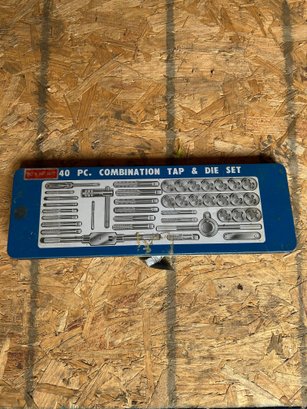 40 PC. COMBINATION TAP & DIE SET